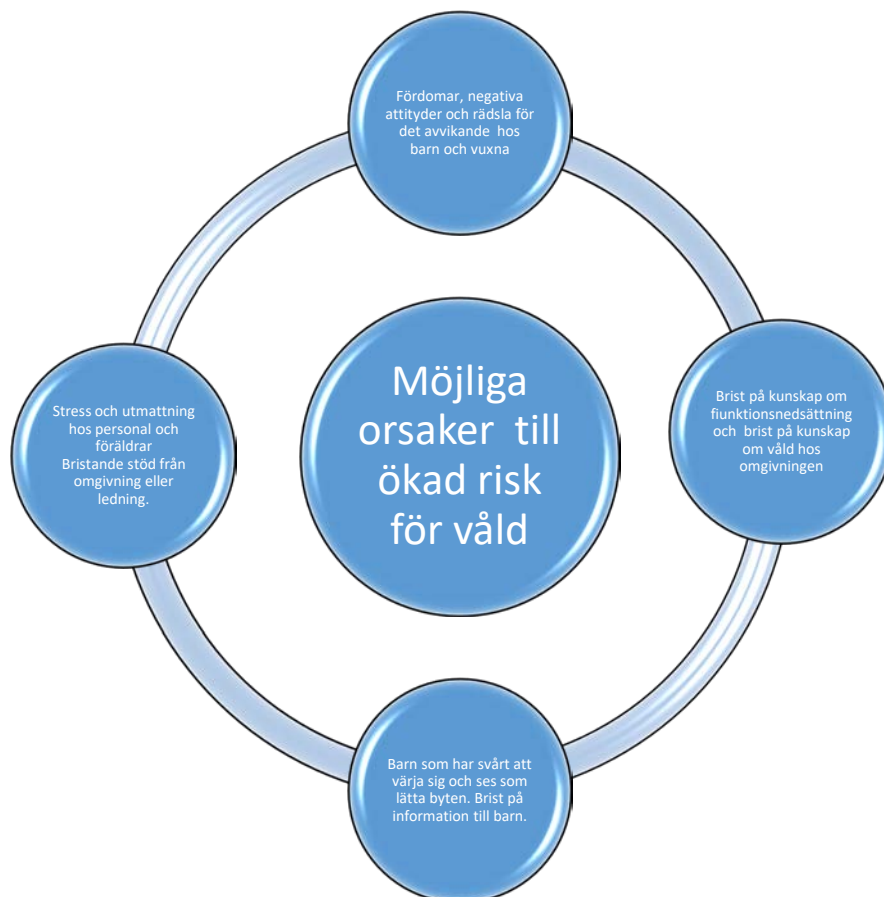 Fördomar, negativa
attityder och rädsla för
det avvikande hos
barn och vuxna
Möjliga
orsaker till
ökad risk
för våld
Brist på kunskap om
fiunktionsnedsättning
och brist på kunskap
om våld hos
omgivningen
Barn som har svårt att
värja sig och ses som
lätta byten. Brist på
information till barn.
Stress och utmattning
hos personal och
föräldrar
Bristande stöd från
omgivning eller
ledning.